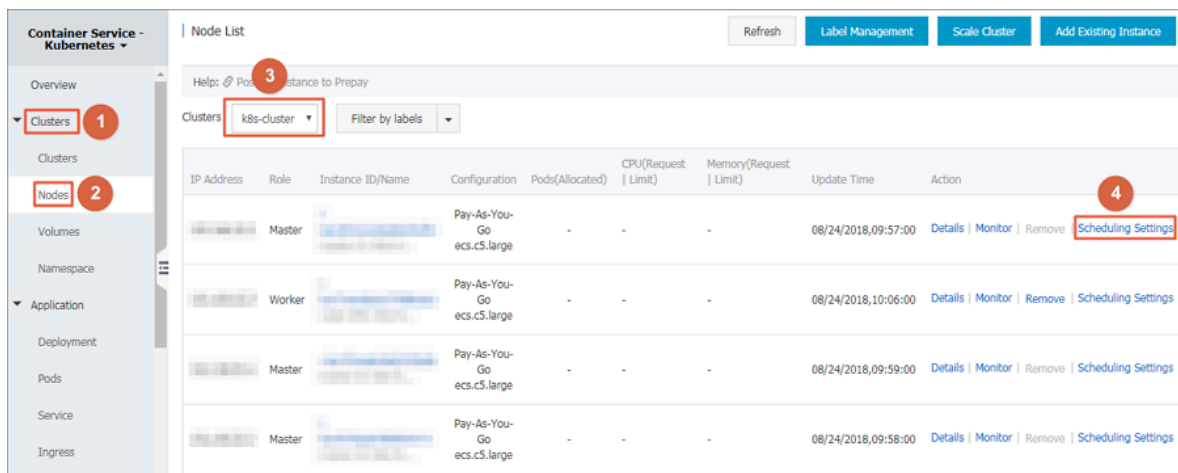 Container Service -
Kubernetes
Overview
Clusters
1
Clusters
Nodes
2
Volumes
Namespace
Application
Deployment
Pods
Service
Ingress
Node List
Refresh
Label Management
Scale Cluster
Add Existing Instance
Help: to Prepay
3
Clusters k8s-cluster Filter by labels
IP Address Role Instance ID/Name Configuration Pods(Allocated) CPU(Request | Limit) Memory(Request | Limit) Update Time Action
4
Master Pay-As-You-Go ecs.c5.large - - - 08/24/2018,09:57:00 Details | Monitor | Remove | Scheduling Settings
Worker Pay-As-You-Go ecs.c5.large - - - 08/24/2018,10:06:00 Details | Monitor | Remove | Scheduling Settings
Master Pay-As-You-Go ecs.c5.large - - - 08/24/2018,09:59:00 Details | Monitor | Remove | Scheduling Settings
Master Pay-As-You-Go ecs.c5.large - - - 08/24/2018,09:58:00 Details | Monitor | Remove | Scheduling Settings